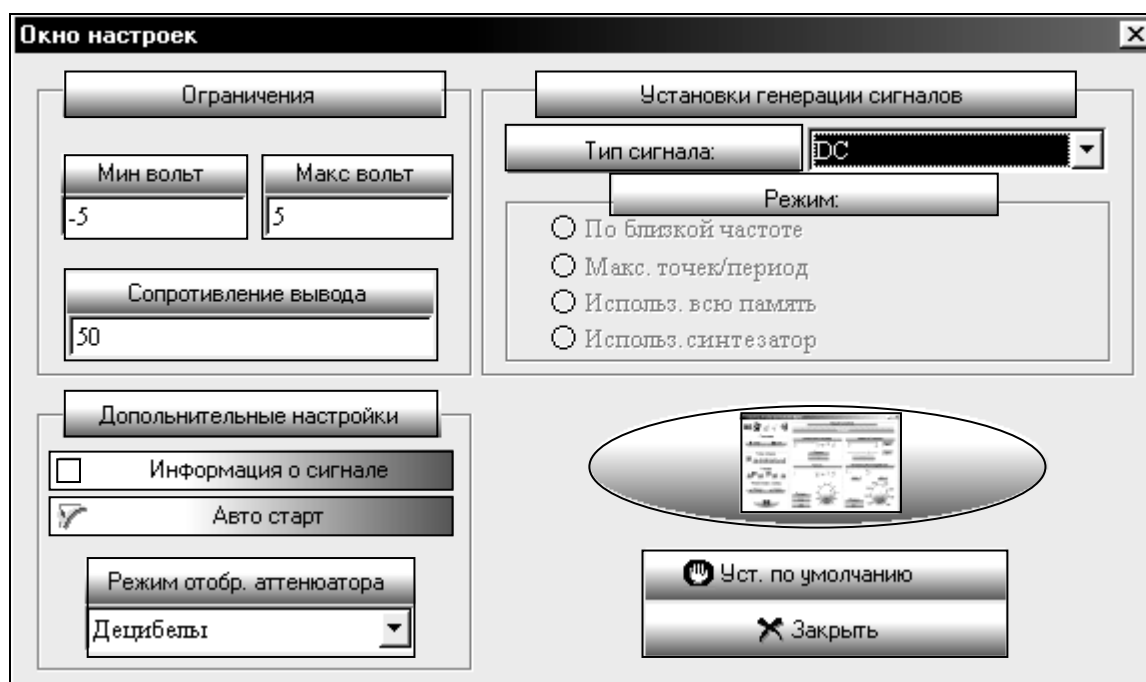 Окно настроек
Ограничения
Мин вольт
Макс вольт
-5
5
Сопротивление вывода
50
Установки генерации сигналов
Тип сигнала:
DC
Режим:
По близкой частоте
Макс. точек/период
Использ. всю память
Использ.синтезатор
Допольнительные настройки
Информация о сигнале
Авто старт
Режим отобр. аттенюатора
Децибелы
Уст. по умолчанию
Закрыть